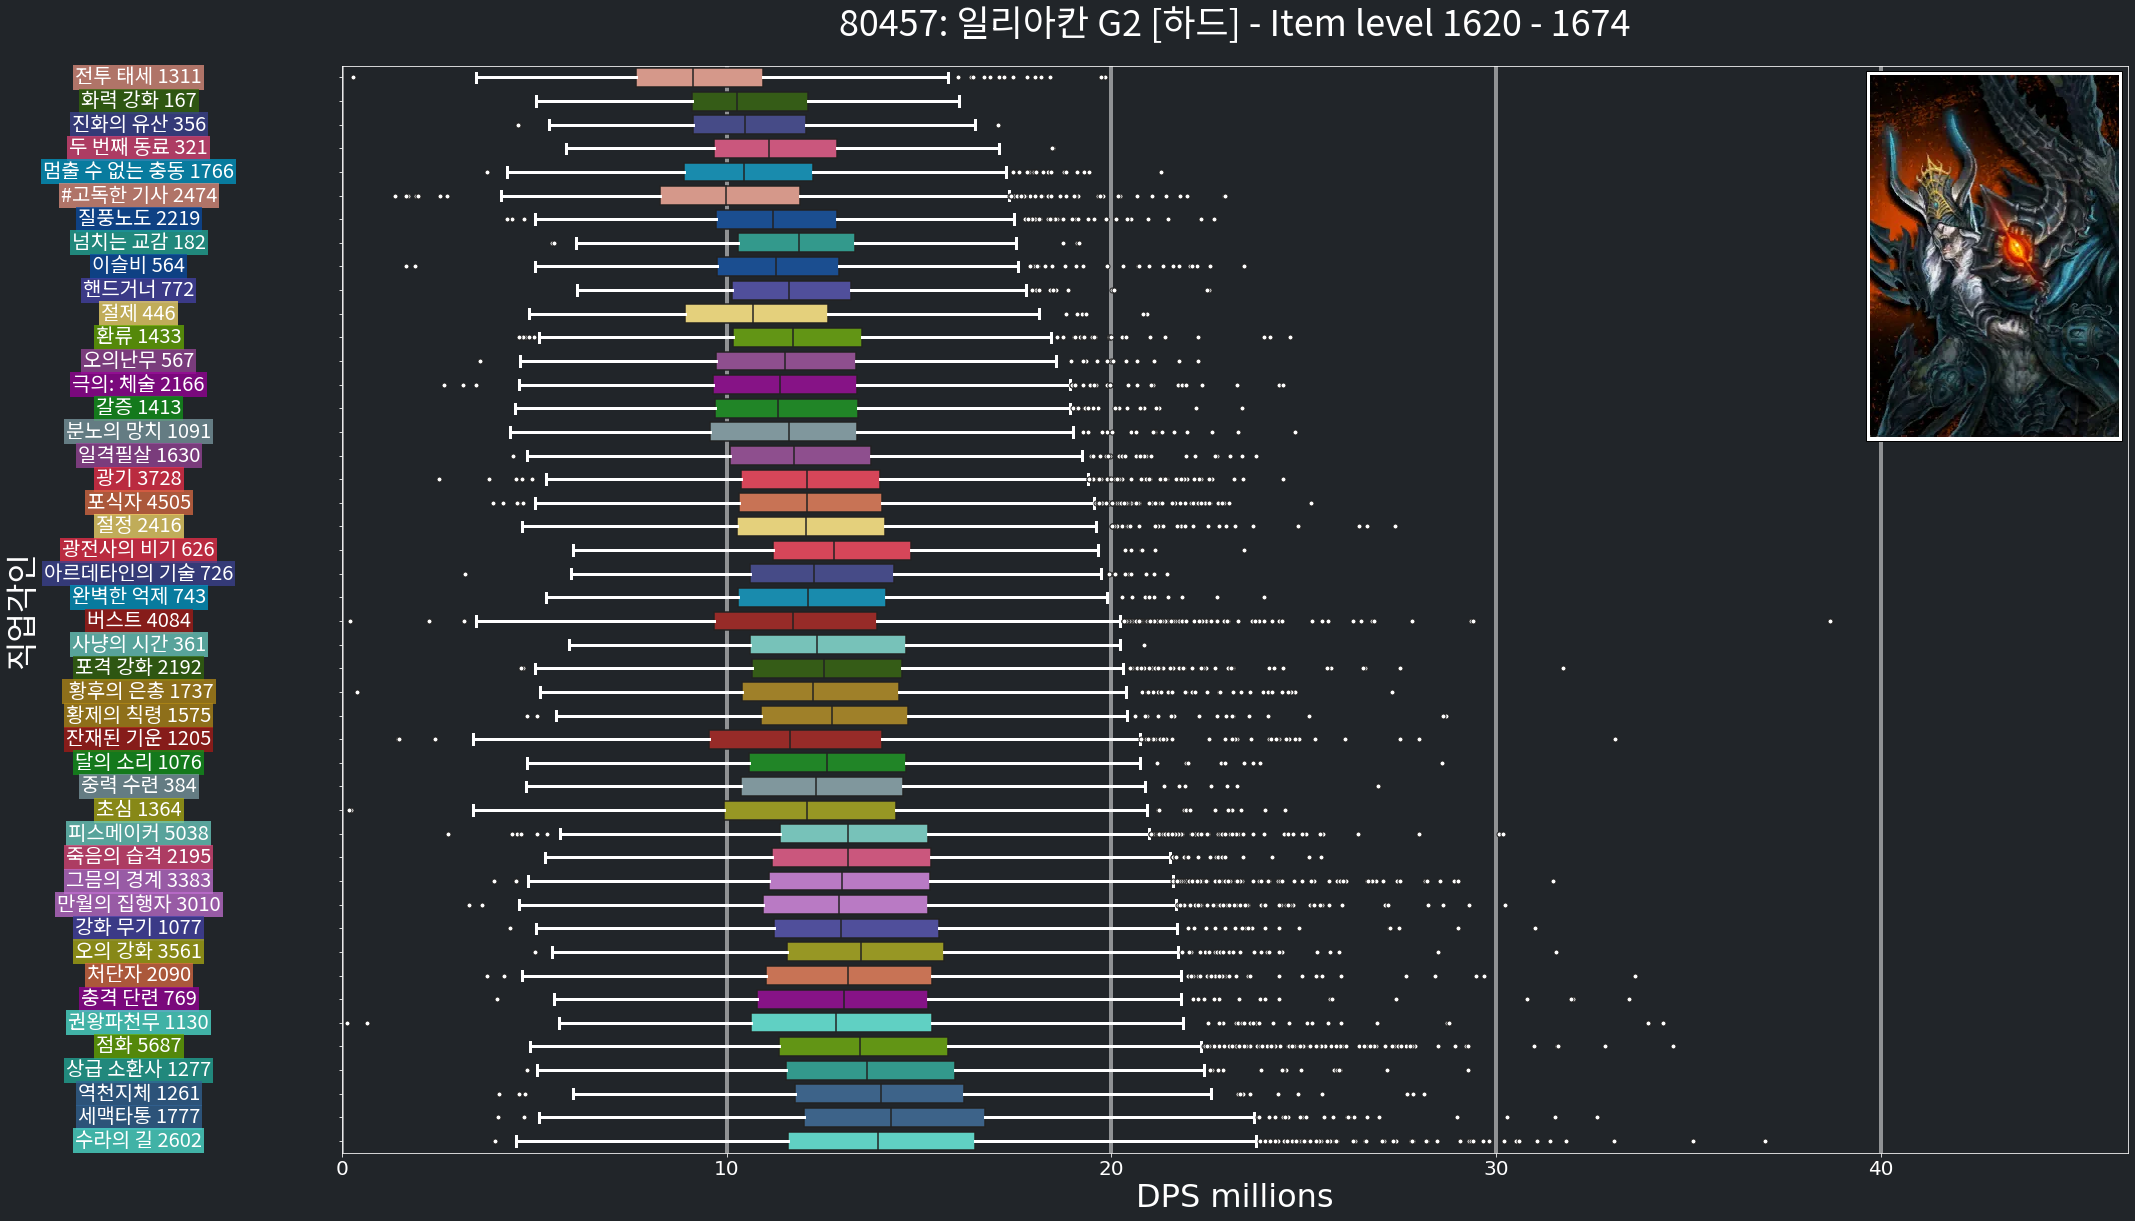 80457: 일리아칸 G2 [하드] - Item level 1620 - 1674
직업각인
전투 태세 1311
화력 강화 167
진화의 유산 356
두 번째 동료 321
멈출 수 없는 충동 1766
#고독한 기사 2474
질풍노도 2219
넘치는 교감 182
이슬비 564
핸드거너 772
절제 446
환류 1433
오의난무 567
극의: 체술 2166
갈증 1413
분노의 망치 1091
일격필살 1630
광기 3728
포식자 4505
절정 2416
광전사의 비기 626
아르데타인의 기술 726
완벽한 억제 743
버스트 4084
사냥의 시간 361
포격 강화 2192
황후의 은총 1737
황제의 칙령 1575
잔재된 기운 1205
달의 소리 1076
중력 수련 384
초심 1364
피스메이커 5038
죽음의 습격 2195
그믐의 경계 3383
만월의 집행자 3010
강화 무기 1077
오의 강화 3561
처단자 2090
충격 단련 769
권왕파천무 1130
점화 5687
상급 소환사 1277
역천지체 1261
세맥타통 1777
수라의 길 2602
0 10 20 30 40
DPS millions